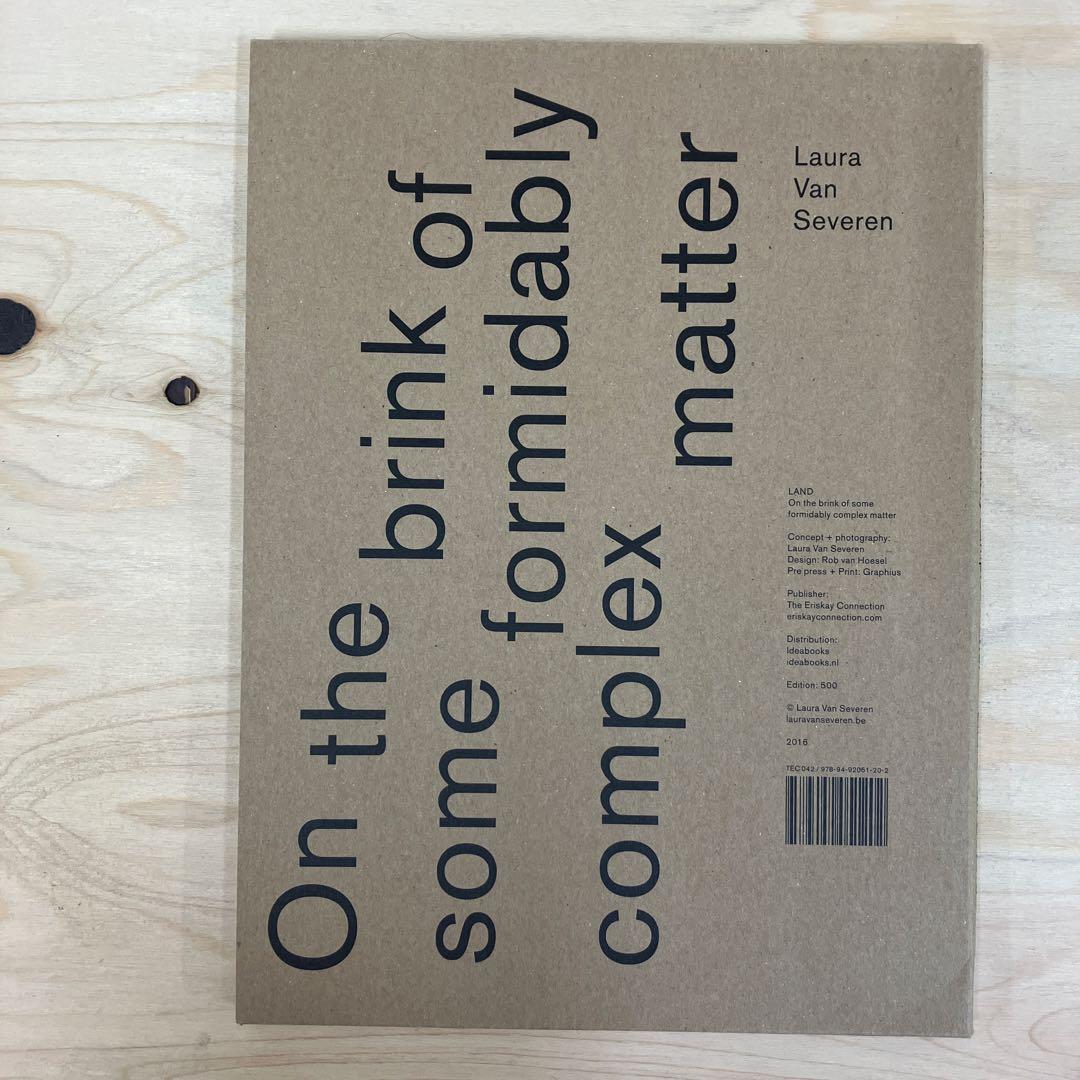 On the brink of
some formidably
complex matter
Laura
Van
Severen
LAND
On the brink of some
formidably complex matter
Concept + photography:
Laura Van Severen
Design: Rob van Hoesel
Pre press + Print: Graphius
Publisher:
The Eriskay Connection
eriskayconnection.com
Distribution:
Ideabooks
ideabooks.nl
Edition: 500
© Laura Van Severen
lauravanseveren.be
2016
TEC042 / 978-94-92051-20-2